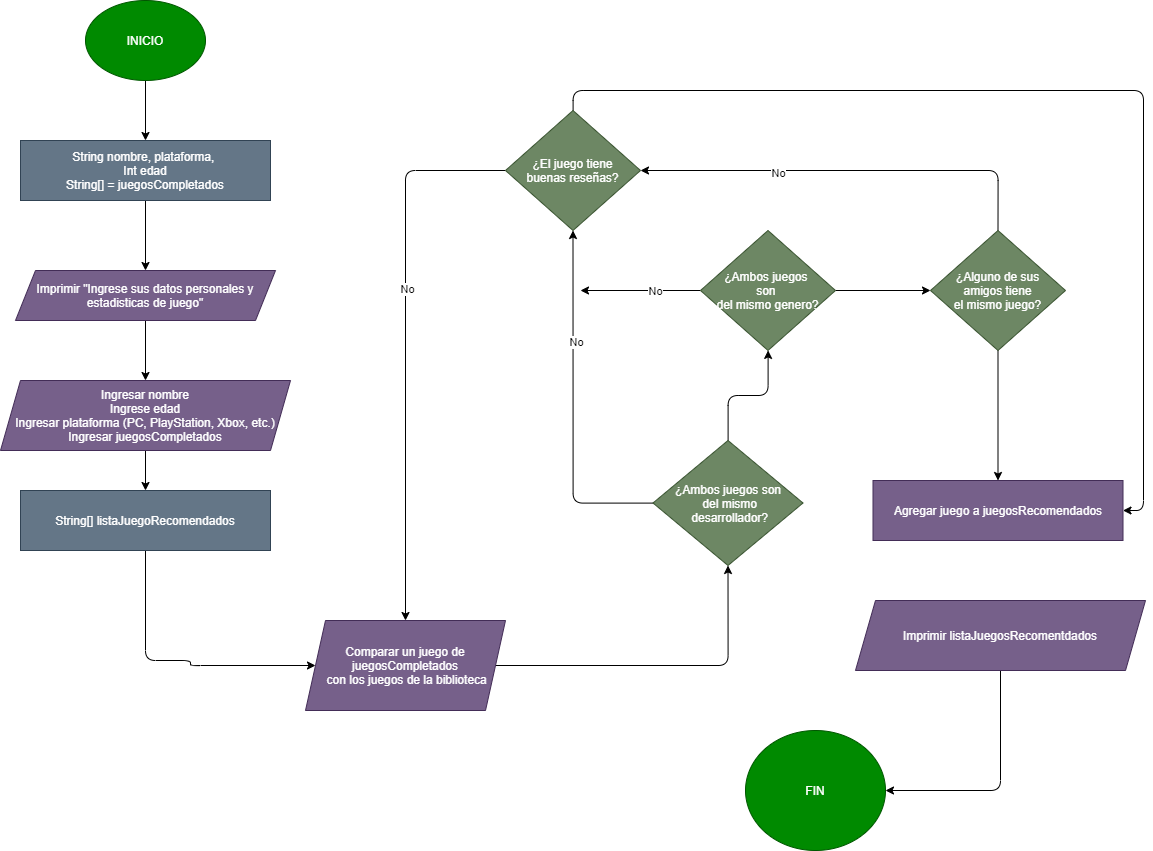 INICIO
String nombre, plataforma,
Int edad
String[] = juegosCompletados
Imprimir "Ingrese sus datos personales y
estadisticas de juego"
Ingresar nombre
Ingrese edad
Ingresar plataforma (PC, PlayStation, Xbox, etc.)
Ingresar juegosCompletados
String[] listaJuegoRecomendados
Comparar un juego de
juegosCompletados
con los juegos de la biblioteca
No
¿El juego tiene
buenas reseñas?
No
No
¿Ambos juegos
son
del mismo genero?
No
¿Alguno de sus
amigos tiene
el mismo juego?
¿Ambos juegos son
del mismo
desarrollador?
Agregar juego a juegosRecomendados
Imprimir listaJuegosRecomentdados
FIN